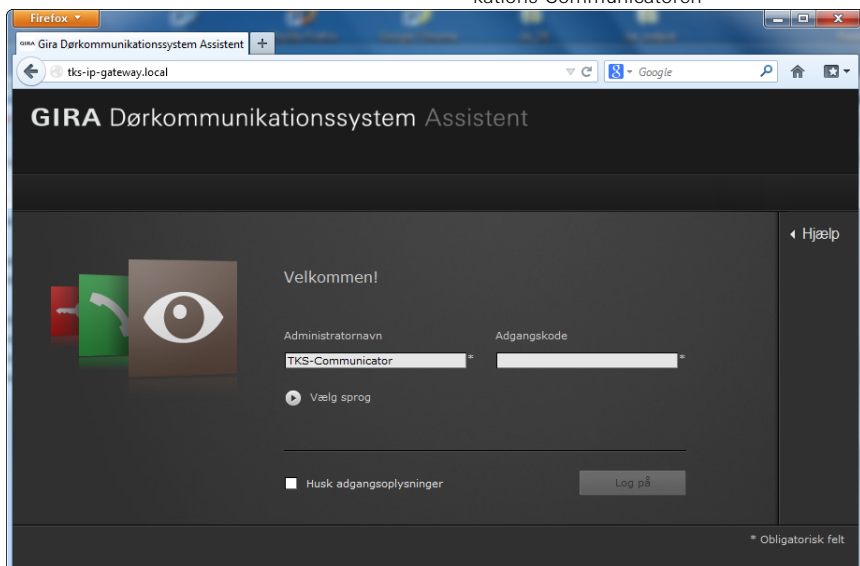 kations-Communicatoren
Firefox
GIRA Gira Dørkommunikationssystem Assistent +
tks-ip-gateway.local
Google
GIRA Dørkommunikationssystem Assistent
Hjælp
Velkommen!
Administratornavn Adgangskode
TKS-Communicator * *
Vælg sprog
Husk adgangsoplysninger Log på
* Obligatorisk felt